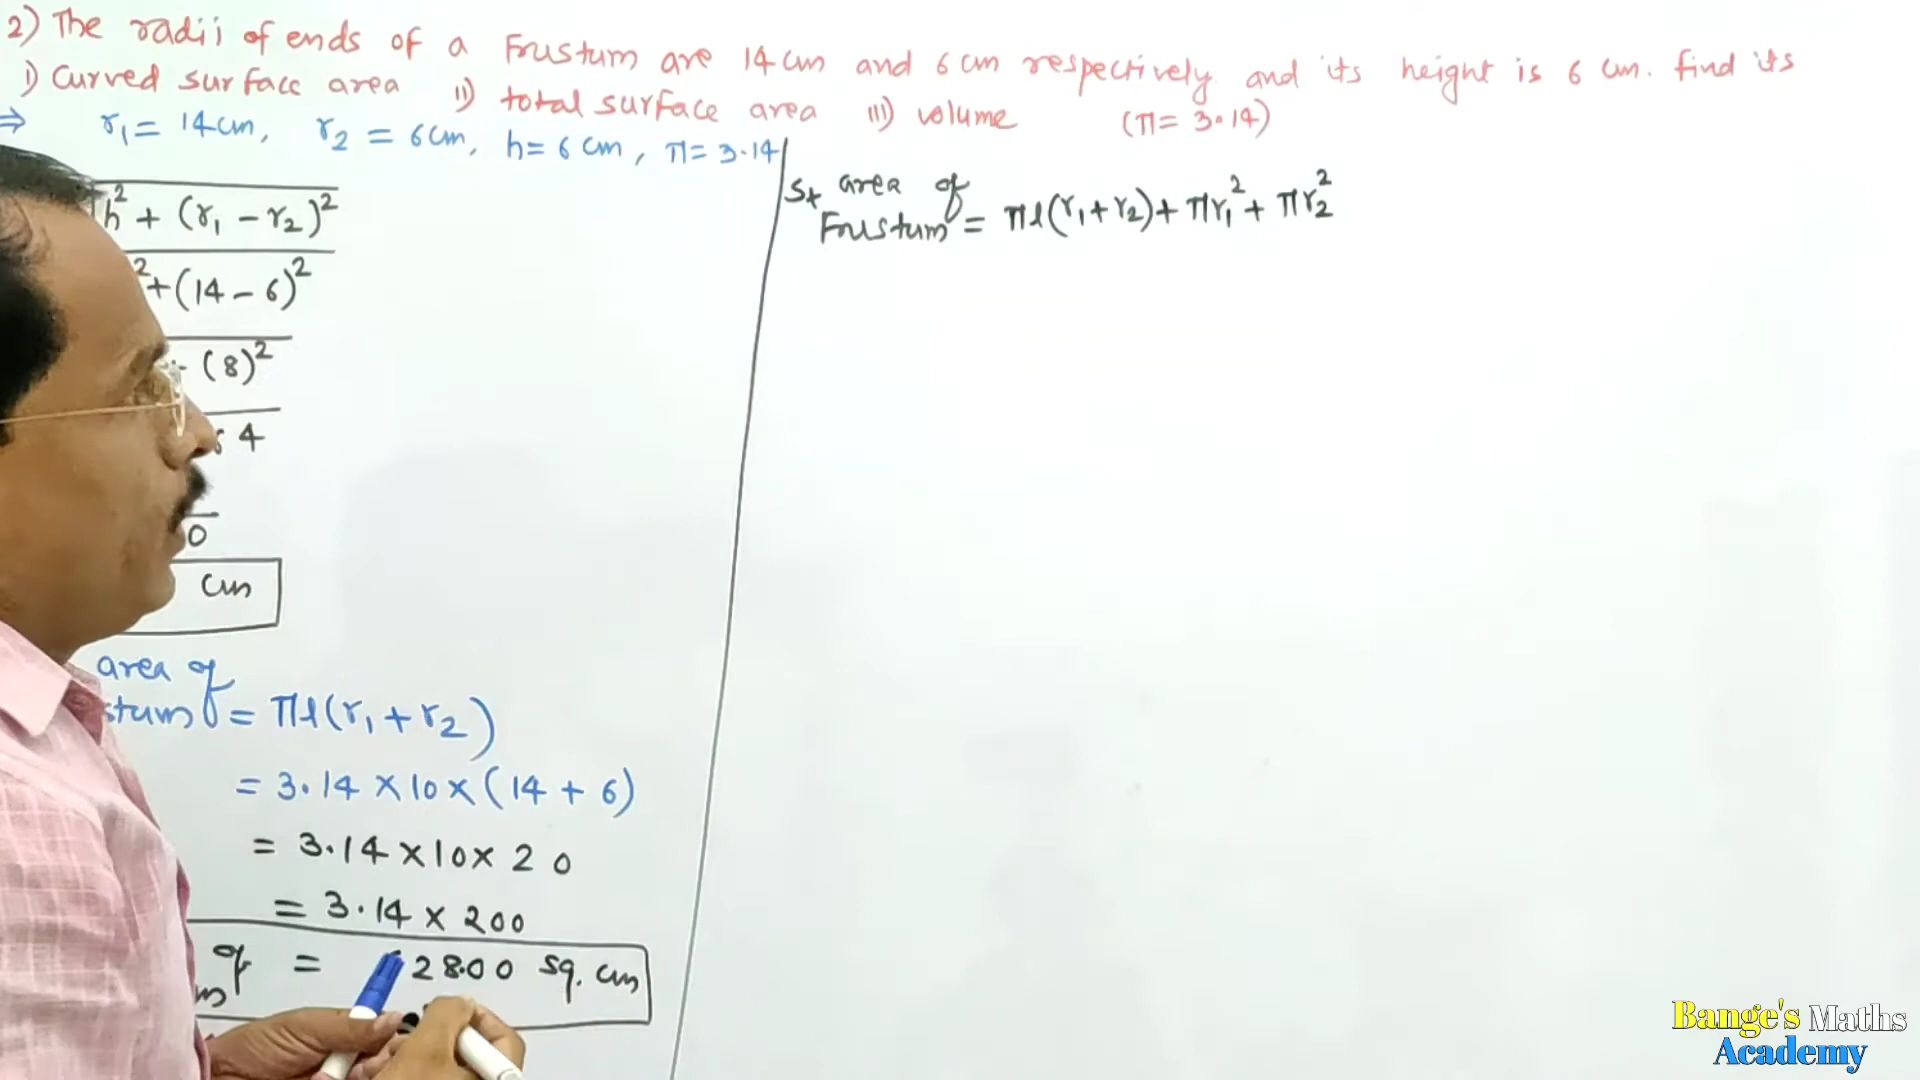 2) The radii of ends of a Frustum are 14 cm and 6 cm respectively and its height is 6 cm. find its
i) Curved surface area ii) total surface area iii) volume (π = 3.14)
⇒ r₁ = 14 cm, r₂ = 6 cm, h = 6 cm, π = 3.14
h² + (r₁ - r₂)²
² + (14 - 6)²
(8)²
4
0
cm
area of
= πl(r₁ + r₂)
= 3.14 × 10 × (14 + 6)
= 3.14 × 10 × 20
= 3.14 × 200
of = 28.00 sq. cm
area of
Frustum = πl(r₁ + r₂) + πr₁² + πr₂²
Bange's Maths
Academy